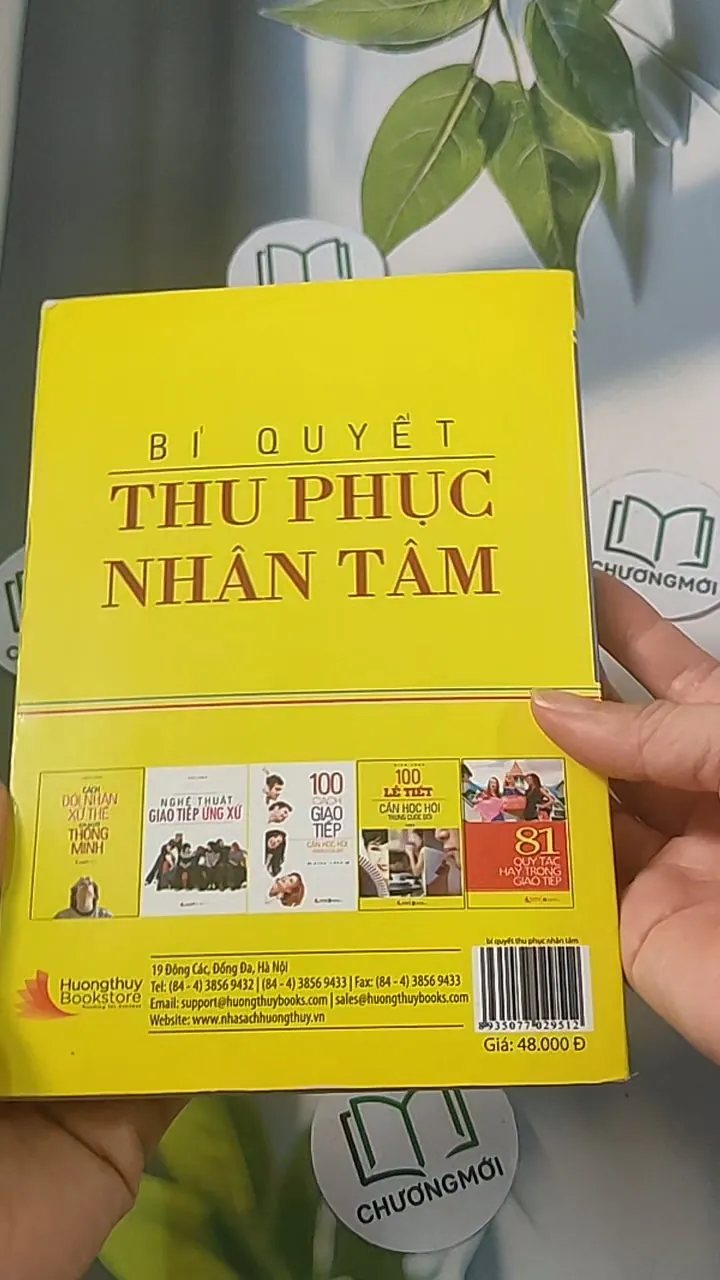 BÍ QUYẾT
THU PHỤC
NHÂN TÂM
CÁCH
ĐỐI NHÂN
XỬ THẾ
THÔNG
MINH
NGHỆ THUẬT
GIAO TIẾP ỨNG XỬ
100
CÁCH
GIAO
TIẾP
CẦN HỌC HỎI
100
LỄ TIẾT
CẦN HỌC HỎI
TRONG CUỘC ĐỜI
81
QUY TẮC
HAY TRONG
GIAO TIẾP
Huongthuy
Bookstore
19 Đông Các, Đống Đa, Hà Nội
Tel: (84 - 4) 3856 9432 | (84 - 4) 3856 9433 | Fax: (84 - 4) 3856 9433
Email: support@huongthuybooks.com | sales@huongthuybooks.com
Website: www.nhasachhuongthuy.vn
bí quyết thu phục nhân tâm
8935077029512
Giá: 48.000 Đ
CHƯƠNGMỚI
CHƯƠNGMỚI